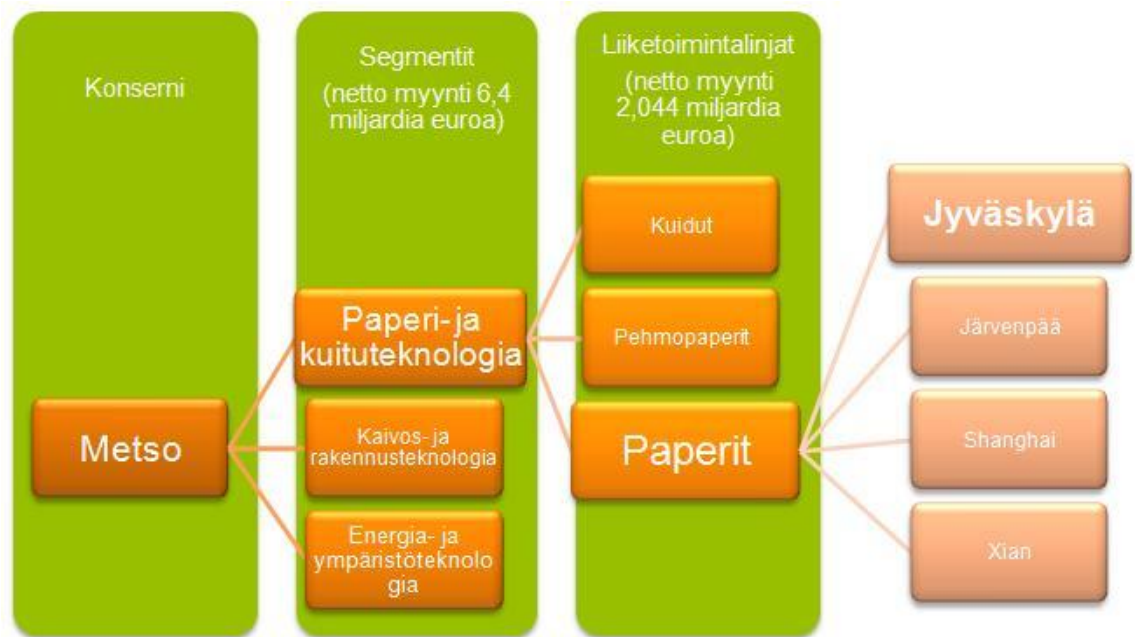 Konserni
Segmentit
(netto myynti 6,4
miljardia euroa)
Liiketoimintalinjat
(netto myynti
2,044 miljardia
euroa)
Metso
Paperi- ja
kuituteknologia
Kaivos- ja
rakennusteknologia
Energia- ja
ympäristöteknolo
gia
Kuidut
Pehmopaperit
Paperit
Jyväskylä
Järvenpää
Shanghai
Xian